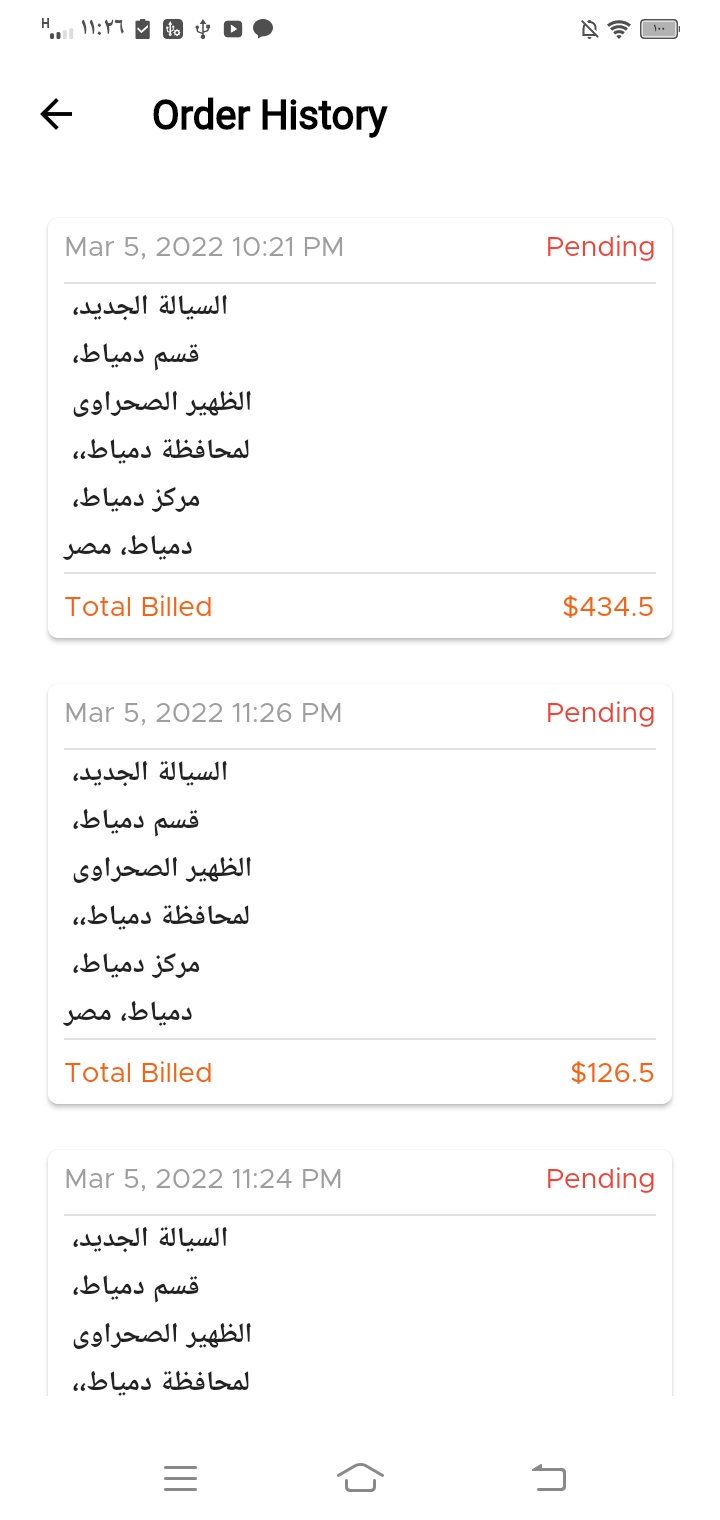 H ١١:٢٦ ١٠٠
Order History
Mar 5, 2022 10:21 PM Pending
السيالة الجديد،
قسم دمياط،
الظهير الصحراوى
لمحافظة دمياط،،
مركز دمياط،
دمياط، مصر
Total Billed $434.5
Mar 5, 2022 11:26 PM Pending
السيالة الجديد،
قسم دمياط،
الظهير الصحراوى
لمحافظة دمياط،،
مركز دمياط،
دمياط، مصر
Total Billed $126.5
Mar 5, 2022 11:24 PM Pending
السيالة الجديد،
قسم دمياط،
الظهير الصحراوى
لمحافظة دمياط،،